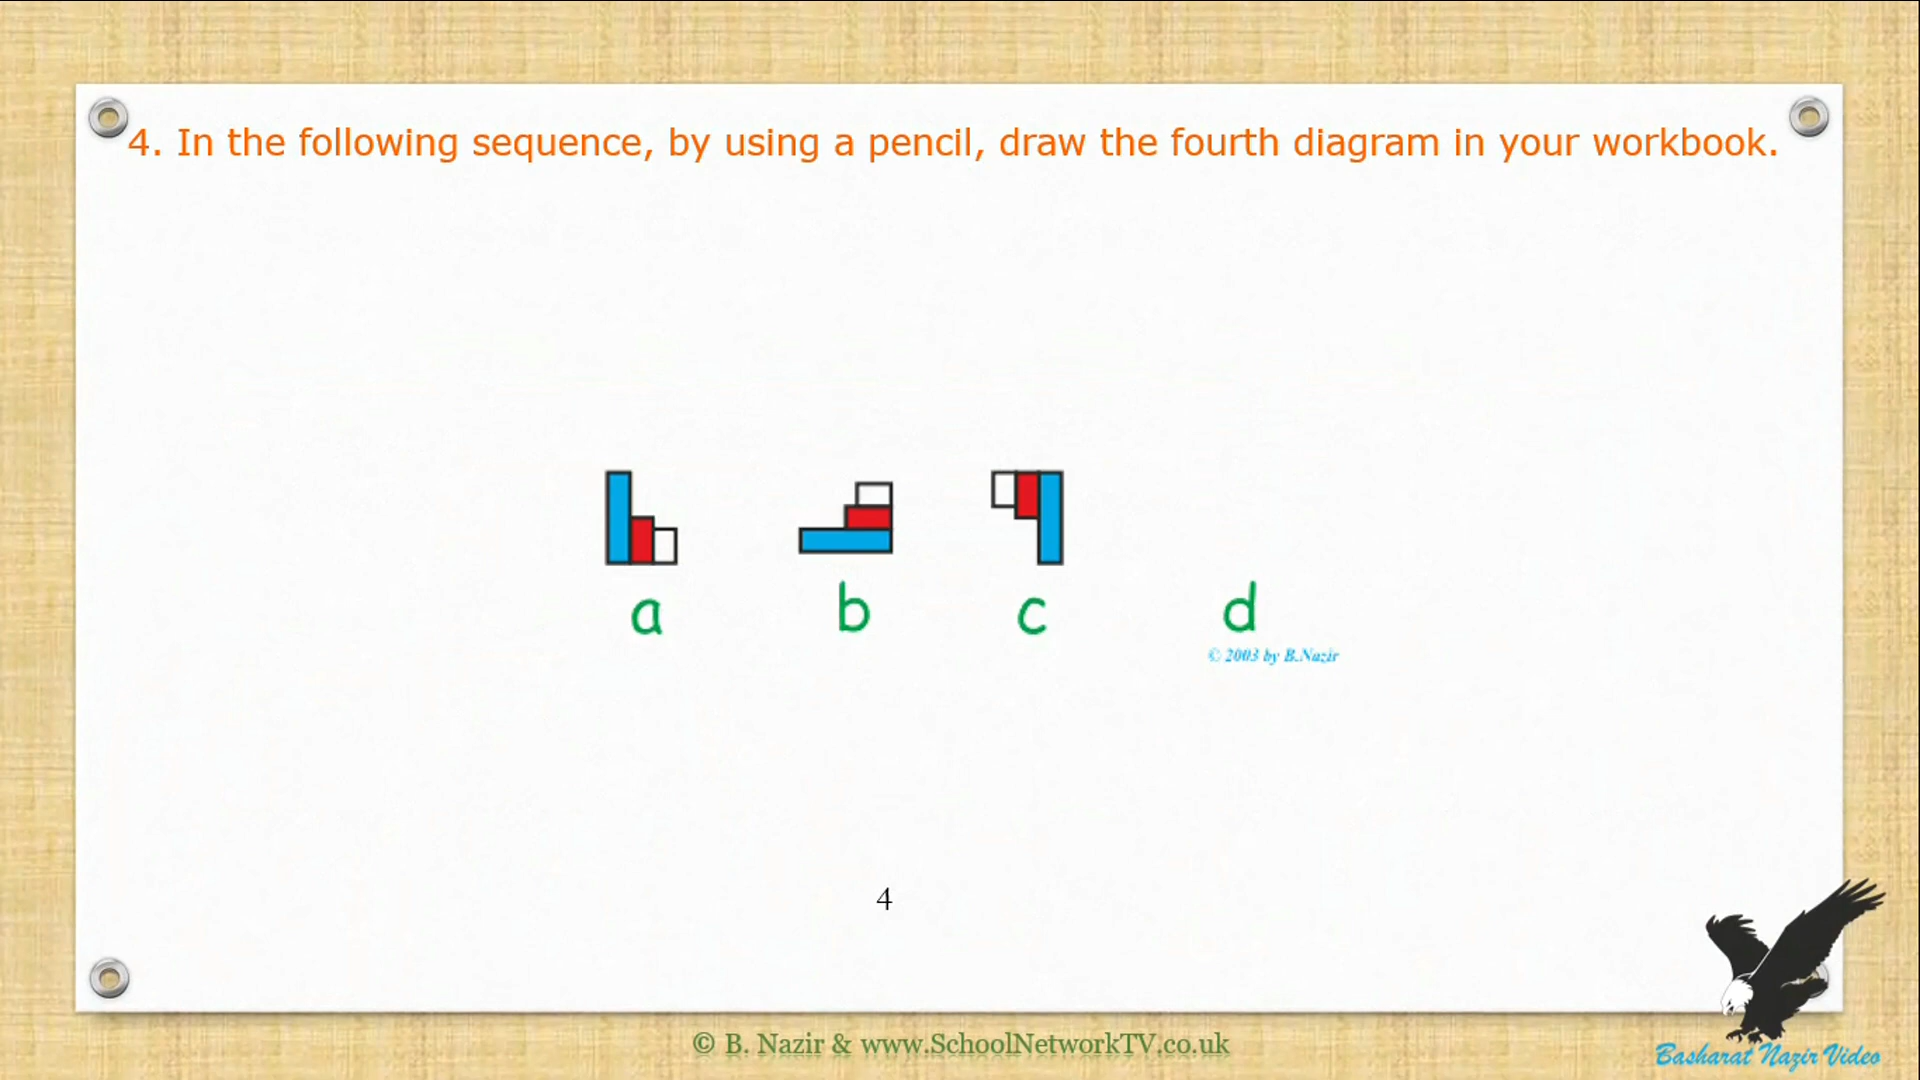 4. In the following sequence, by using a pencil, draw the fourth diagram in your workbook.
a b c d
© 2003 by B.Nazir
4
© B. Nazir & www.SchoolNetworkTV.co.uk
Basharat Nazir Video